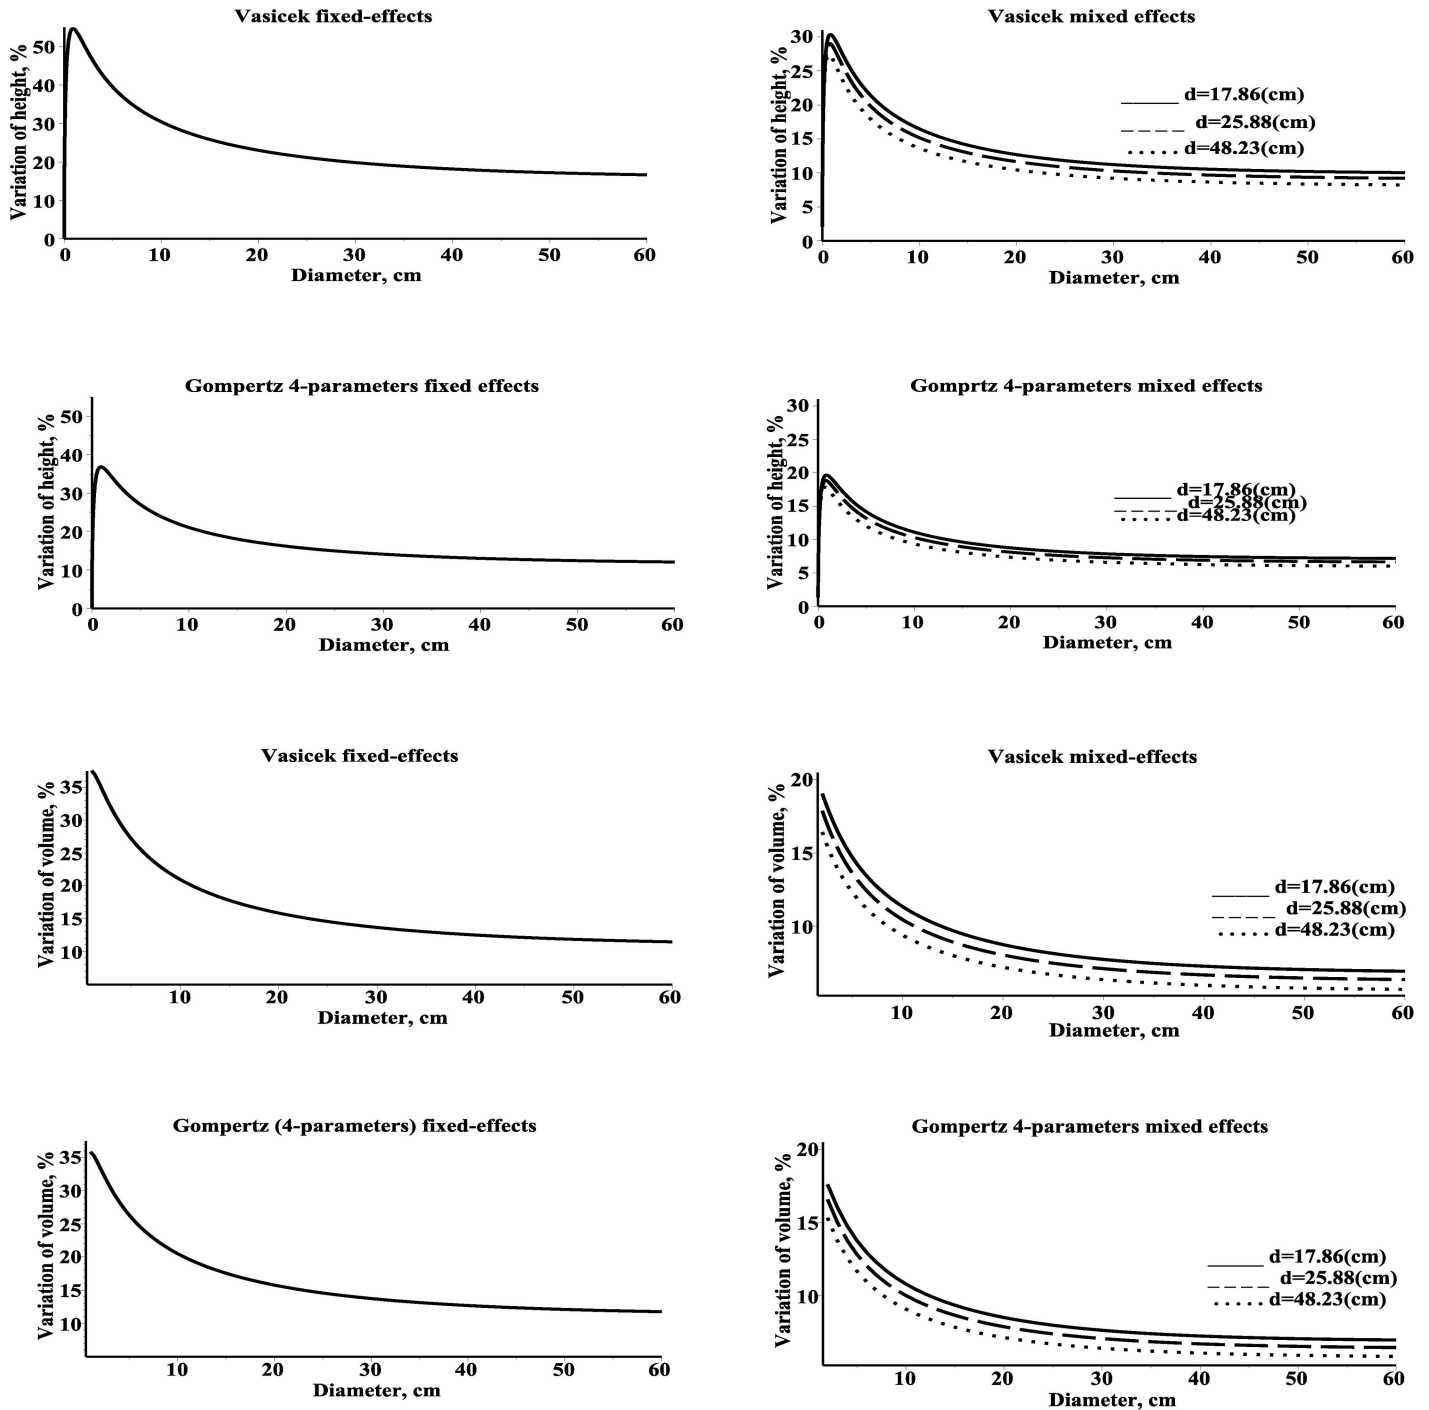 Vasicek fixed-effects
Variation of height, %
50
40
30
20
10
0
0 10 20 30 40 50 60
Diameter, cm
Vasicek mixed effects
Variation of height, %
30
25
20
15
10
5
0
d=17.86(cm)
d=25.88(cm)
d=48.23(cm)
0 10 20 30 40 50 60
Diameter, cm
Gompertz 4-parameters fixed effects
Variation of height, %
50
40
30
20
10
0
0 10 20 30 40 50 60
Diameter, cm
Gomprtz 4-parameters mixed effects
Variation of height, %
30
25
20
15
10
5
0
d=17.86(cm)
d=25.88(cm)
d=48.23(cm)
0 10 20 30 40 50 60
Diameter, cm
Vasicek fixed-effects
Variation of volume, %
35
30
25
20
15
10
10 20 30 40 50 60
Diameter, cm
Vasicek mixed-effects
Variation of volume, %
20
15
10
d=17.86(cm)
d=25.88(cm)
d=48.23(cm)
10 20 30 40 50 60
Diameter, cm
Gompertz (4-parameters) fixed-effects
Variation of volume, %
35
30
25
20
15
10
10 20 30 40 50 60
Diameter, cm
Gompertz 4-parameters mixed effects
Variation of volume, %
20
15
10
d=17.86(cm)
d=25.88(cm)
d=48.23(cm)
10 20 30 40 50 60
Diameter, cm